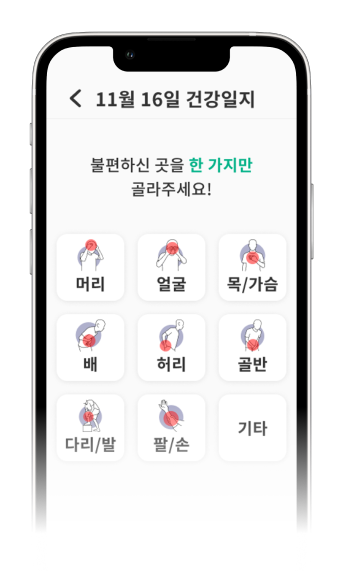 11월 16일 건강일지
불편하신 곳을 한 가지만
골라주세요!
머리
얼굴
목/가슴
배
허리
골반
다리/발
팔/손
기타